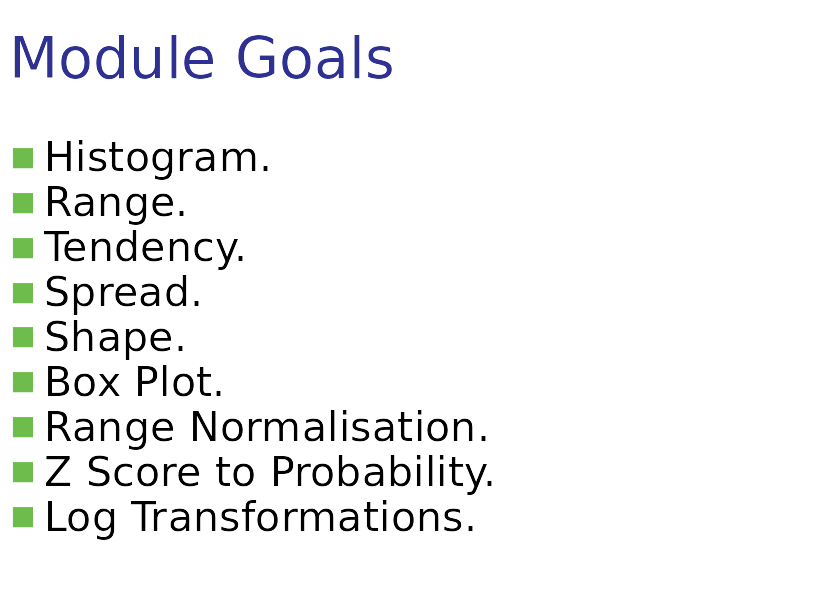 Module Goals
Histogram.
Range.
Tendency.
Spread.
Shape.
Box Plot.
Range Normalisation.
Z Score to Probability.
Log Transformations.